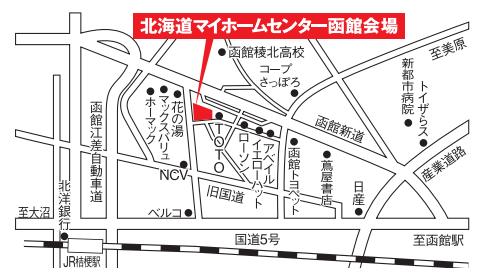 北海道マイホームセンター函館会場
函館稜北高校
至美原
コープ
さっぽろ
新都市病院
トイザらス
ホーマック
マックスバリュ
花の湯
TOTO
ローソン
イエローハット
アベイル
函館新道
函館トヨペット
蔦屋書店
日産
産業道路
函館江差自動車道
NCV
旧国道
ベルコ
北洋銀行
至大沼
国道5号
至函館駅
JR桔梗駅